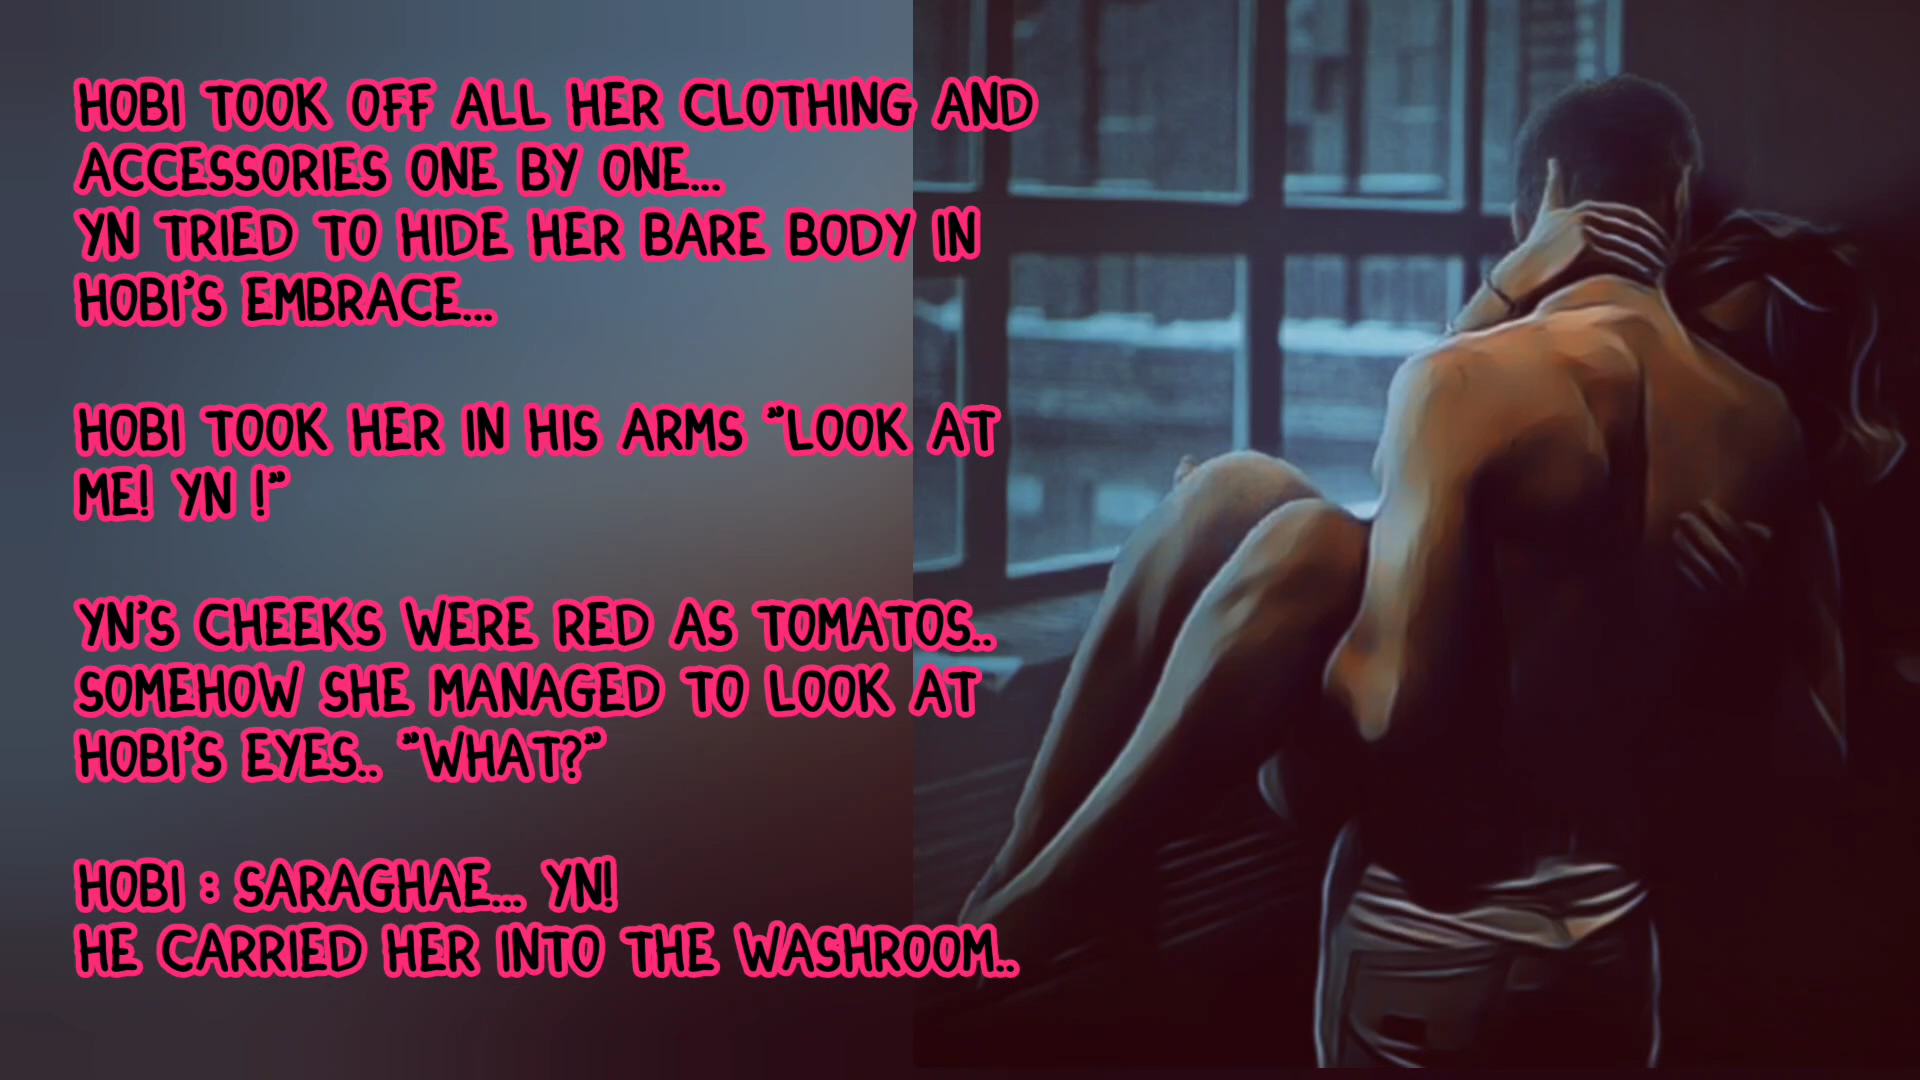 HOBI TOOK OFF ALL HER CLOTHING AND
ACCESSORIES ONE BY ONE...
YN TRIED TO HIDE HER BARE BODY IN
HOBI'S EMBRACE...
HOBI TOOK HER IN HIS ARMS "LOOK AT
ME! YN !"
YN'S CHEEKS WERE RED AS TOMATOS..
SOMEHOW SHE MANAGED TO LOOK AT
HOBI'S EYES.. "WHAT?"
HOBI : SARAGHAE... YN!
HE CARRIED HER INTO THE WASHROOM..